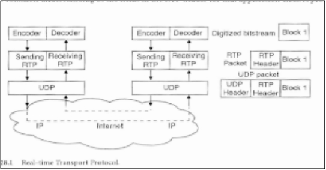 Encoder Decoder
Encoder Decoder
Digitized bitstream Block 1
Sending RTP Receiving RTP
Sending RTP Receiving RTP
RTP Packet RTP Header Block 1
UDP packet
UDP
UDP
UDP Header RTP Header Block 1
IP Internet IP
28.1. Real-time Transport Protocol